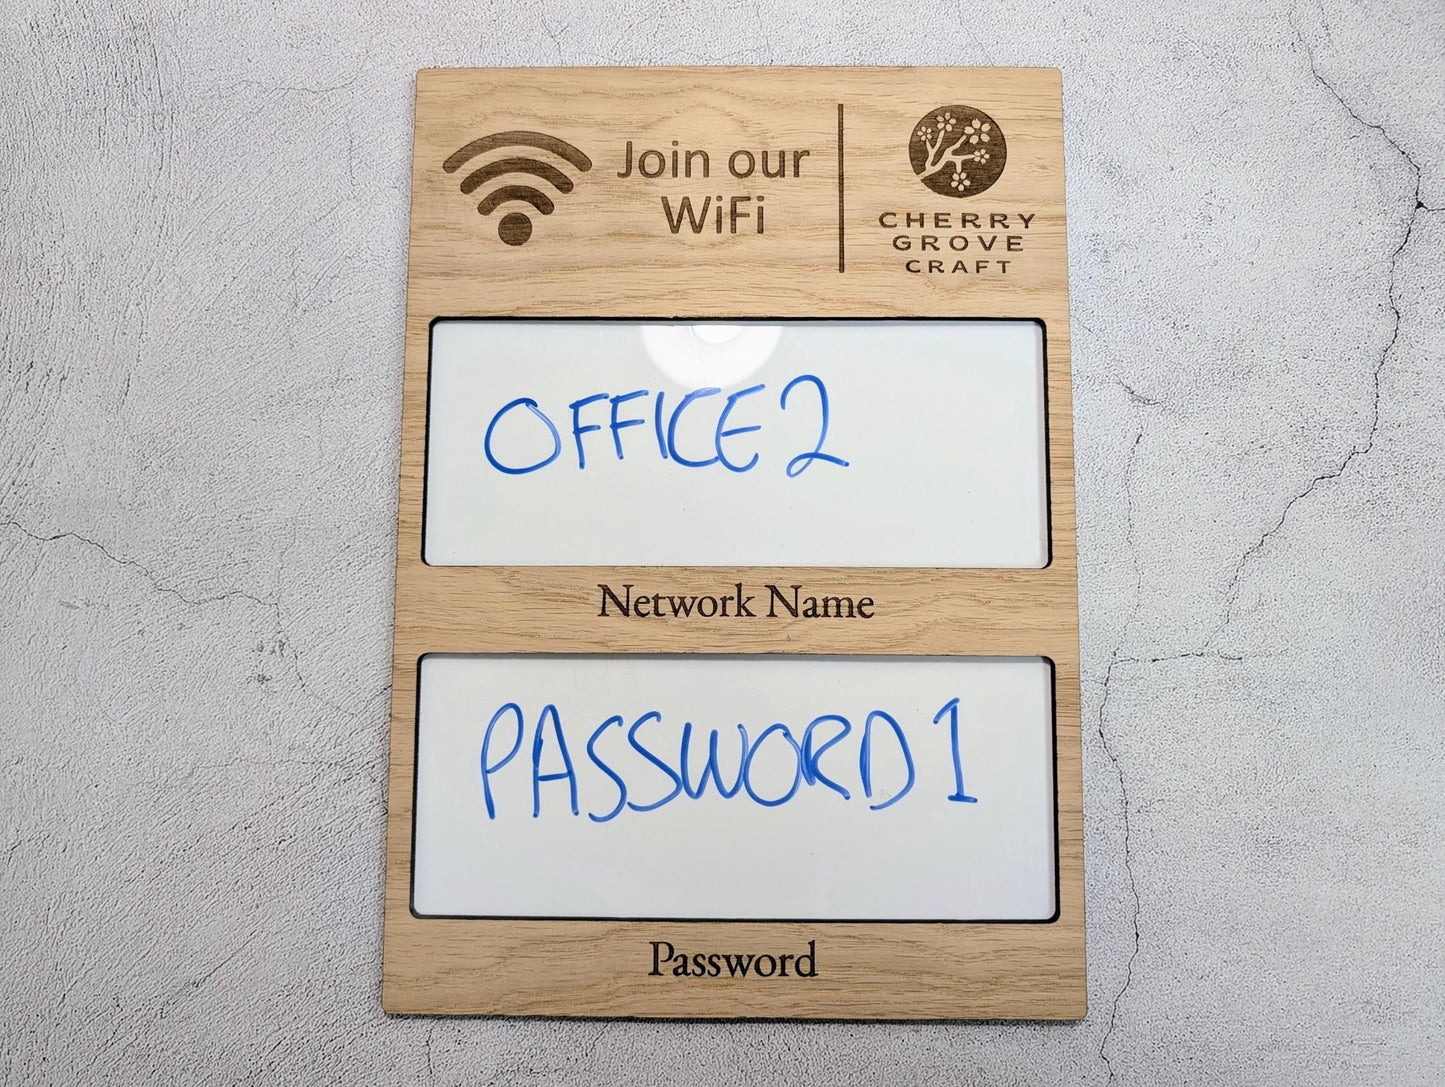 Join our
WiFi
CHERRY
GROVE
CRAFT
OFFICE2
Network Name
PASSWORD1
Password